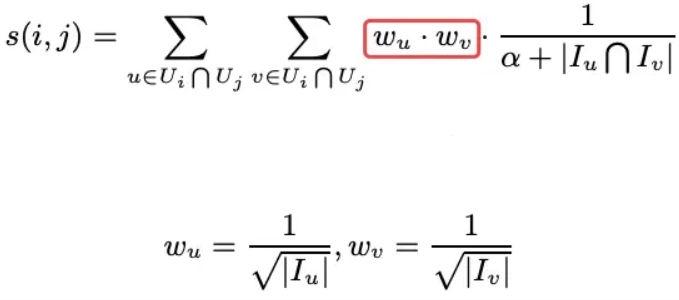 s(i, j) = \sum_{u \in U_i \bigcap U_j} \sum_{v \in U_i \bigcap U_j} w_u \cdot w_v \cdot \frac{1}{\alpha + |I_u \bigcap I_v|}
w_u = \frac{1}{\sqrt{|I_u|}}, w_v = \frac{1}{\sqrt{|I_v|}}